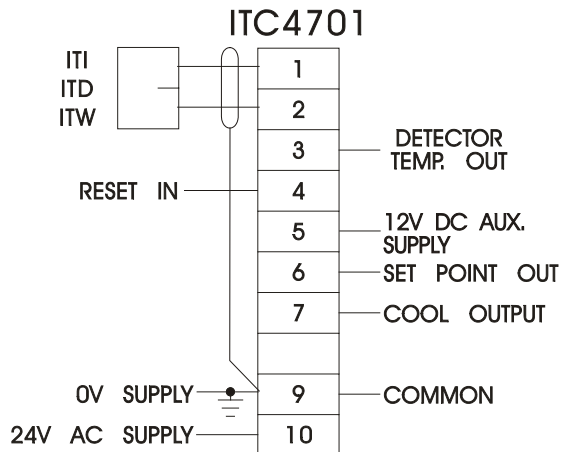 ITC4701
ITI
ITD
ITW
1
2
3
DETECTOR
TEMP. OUT
RESET IN
4
5
12V DC AUX.
SUPPLY
6
SET POINT OUT
7
COOL OUTPUT
0V SUPPLY
9
COMMON
24V AC SUPPLY
10